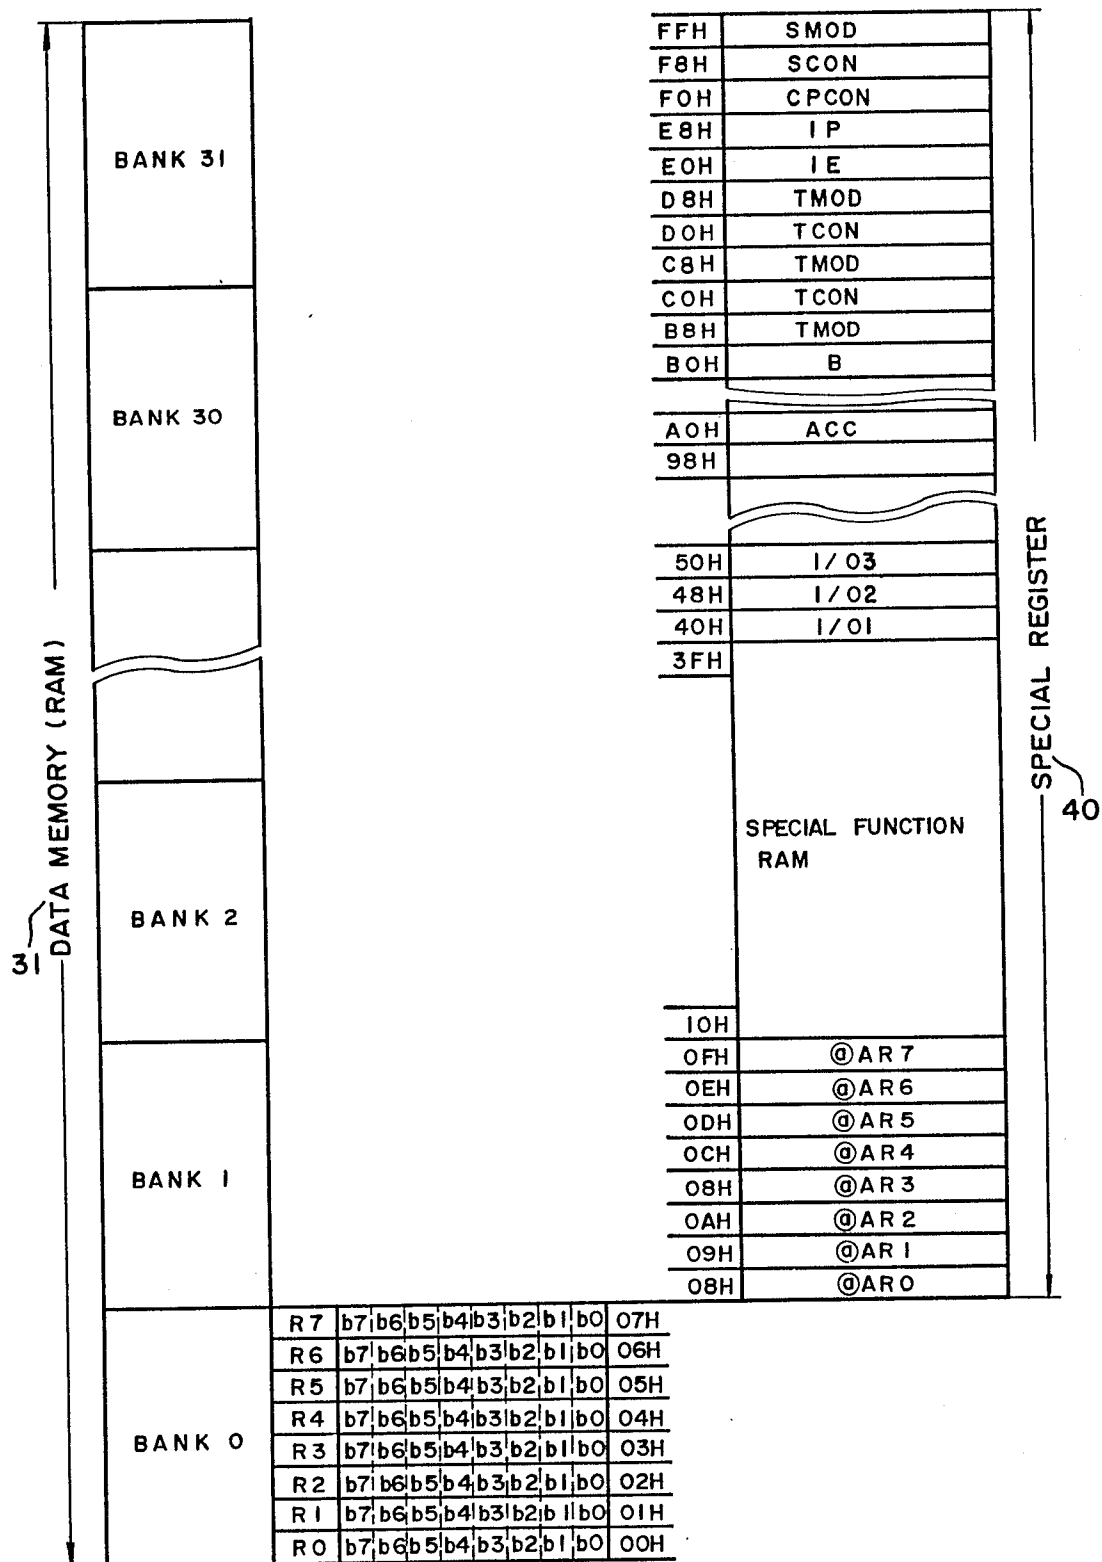 FFH SMOD
F8H SCON
F0H CPCON
E8H IP
E0H IE
D8H TMOD
D0H TCON
C8H TMOD
C0H TCON
B8H TMOD
B0H B
A0H ACC
98H
50H I/03
48H I/02
40H I/01
3FH
SPECIAL FUNCTION
RAM
10H
0FH @AR7
0EH @AR6
0DH @AR5
0CH @AR4
08H @AR3
0AH @AR2
09H @AR1
08H @AR0
SPECIAL REGISTER
40
BANK 31
BANK 30
BANK 2
BANK 1
BANK 0
DATA MEMORY (RAM)
31
R7 b7 b6 b5 b4 b3 b2 b1 b0 07H
R6 b7 b6 b5 b4 b3 b2 b1 b0 06H
R5 b7 b6 b5 b4 b3 b2 b1 b0 05H
R4 b7 b6 b5 b4 b3 b2 b1 b0 04H
R3 b7 b6 b5 b4 b3 b2 b1 b0 03H
R2 b7 b6 b5 b4 b3 b2 b1 b0 02H
R1 b7 b6 b5 b4 b3 b2 b1 b0 01H
R0 b7 b6 b5 b4 b3 b2 b1 b0 00H